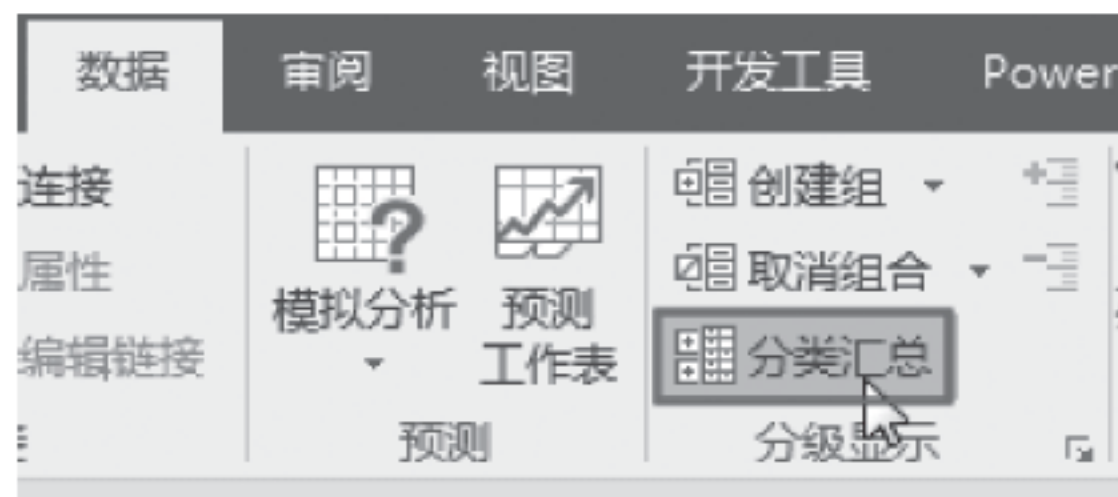 数据 审阅 视图 开发工具 Power
连接
属性
编辑链接
模拟分析
预测
工作表
预测
创建组
取消组合
分类汇总
分级显示